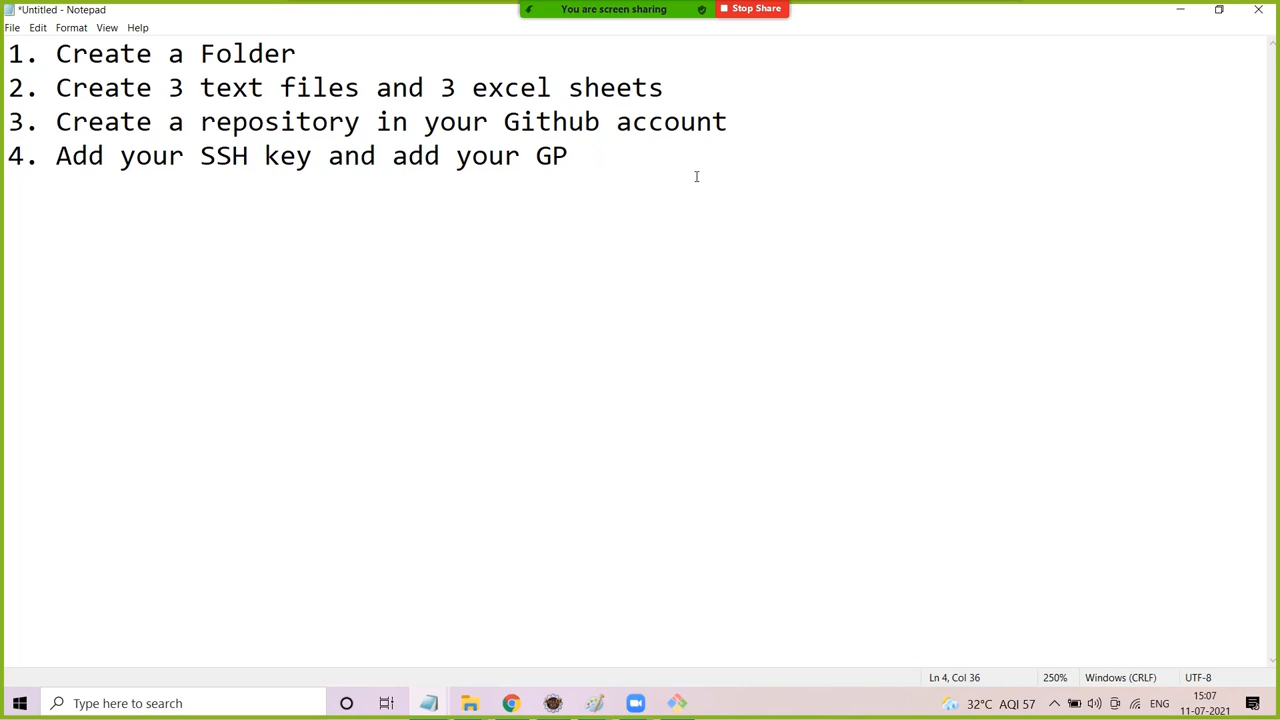 *Untitled - Notepad
You are screen sharing
Stop Share
File Edit Format View Help
1. Create a Folder
2. Create 3 text files and 3 excel sheets
3. Create a repository in your Github account
4. Add your SSH key and add your GP
Ln 4, Col 36
250%
Windows (CRLF)
UTF-8
Type here to search
32°C AQI 57
ENG
15:07
11-07-2021